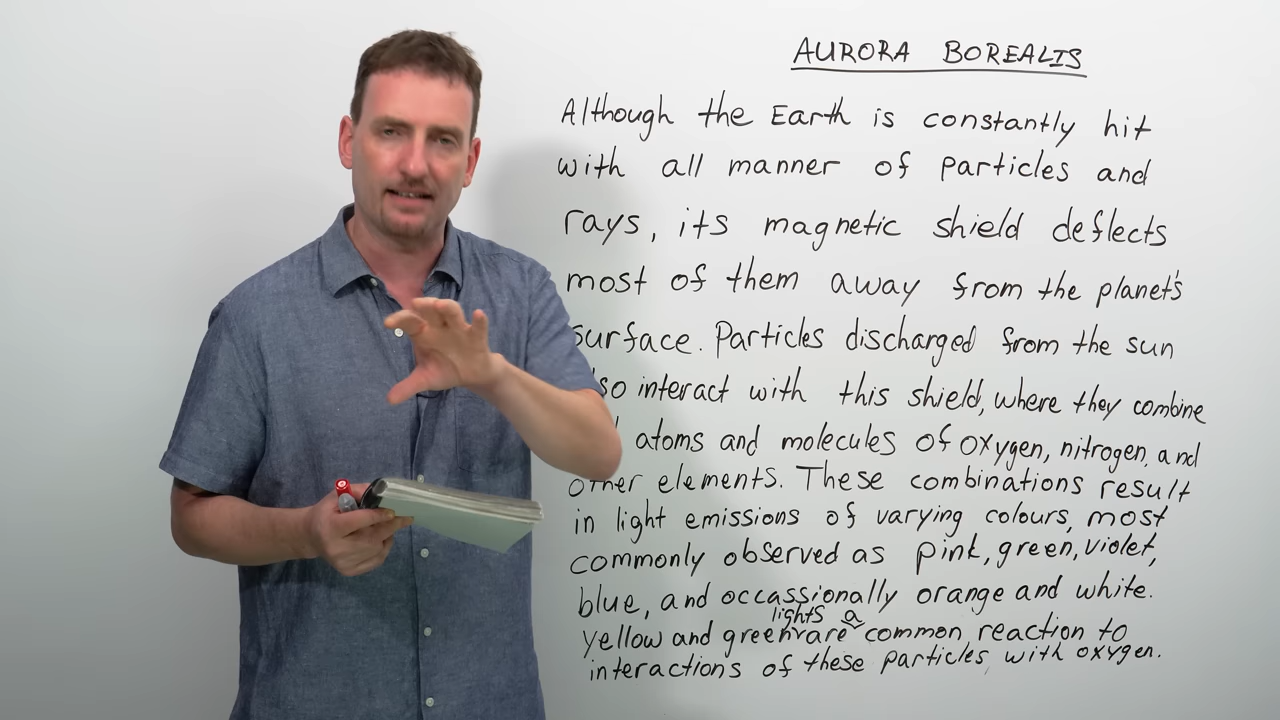 AURORA BOREALIS
Although the Earth is constantly hit
with all manner of particles and
rays, its magnetic shield deflects
most of them away from the planet's
surface. Particles discharged from the sun
also interact with this shield, where they combine
atoms and molecules of oxygen, nitrogen, and
other elements. These combinations result
in light emissions of varying colours, most
commonly observed as pink, green, violet,
blue, and occassionally orange and white.
lights a
Yellow and green are common reaction to
interactions of these particles with oxygen.